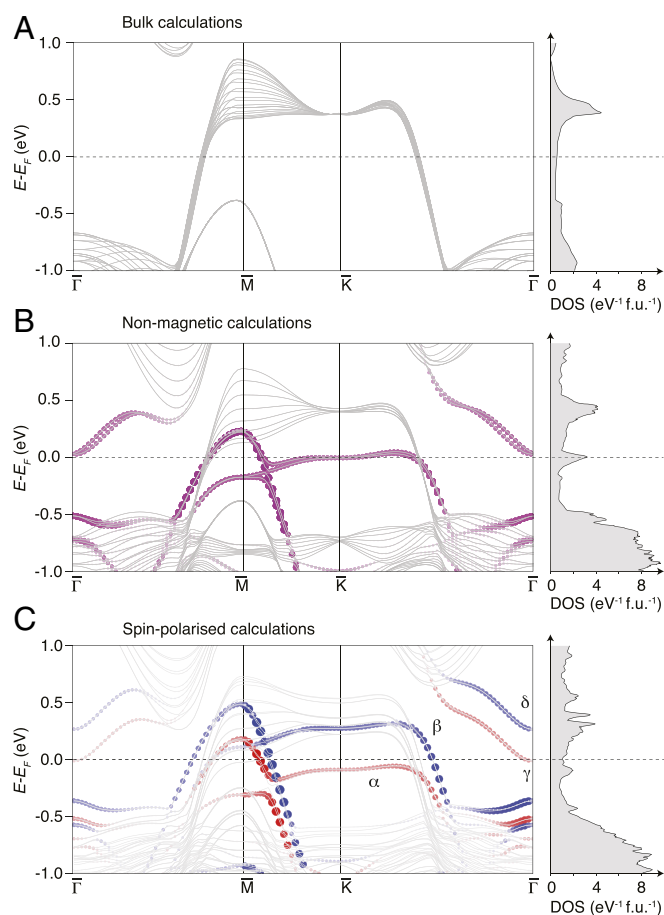 A Bulk calculations
1.0
0.5
0.0
-0.5
-1.0
E-E_F (eV)
Γ̅ M̅ K̅ Γ̅
0 4 8
DOS (eV⁻¹ f.u.⁻¹)
B Non-magnetic calculations
1.0
0.5
0.0
-0.5
-1.0
E-E_F (eV)
Γ̅ M̅ K̅ Γ̅
0 4 8
DOS (eV⁻¹ f.u.⁻¹)
C Spin-polarised calculations
1.0
0.5
0.0
-0.5
-1.0
E-E_F (eV)
δ
β
γ
α
Γ̅ M̅ K̅ Γ̅
0 4 8
DOS (eV⁻¹ f.u.⁻¹)